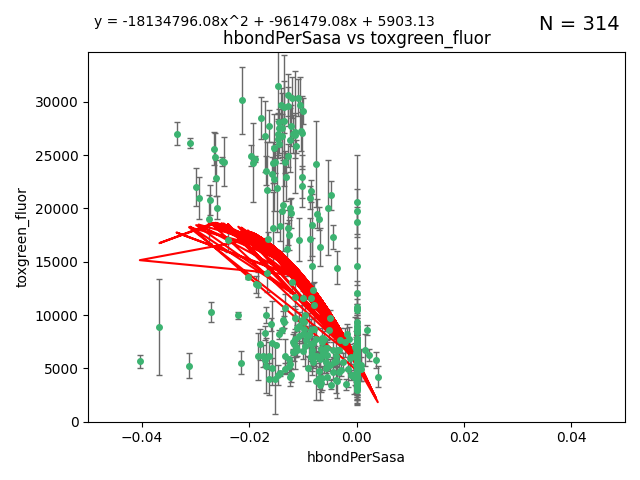 y = -18134796.08x^2 + -961479.08x + 5903.13
N = 314
hbondPerSasa vs toxgreen_fluor
toxgreen_fluor
30000
25000
20000
15000
10000
5000
0
−0.04
−0.02
0.00
0.02
0.04
hbondPerSasa